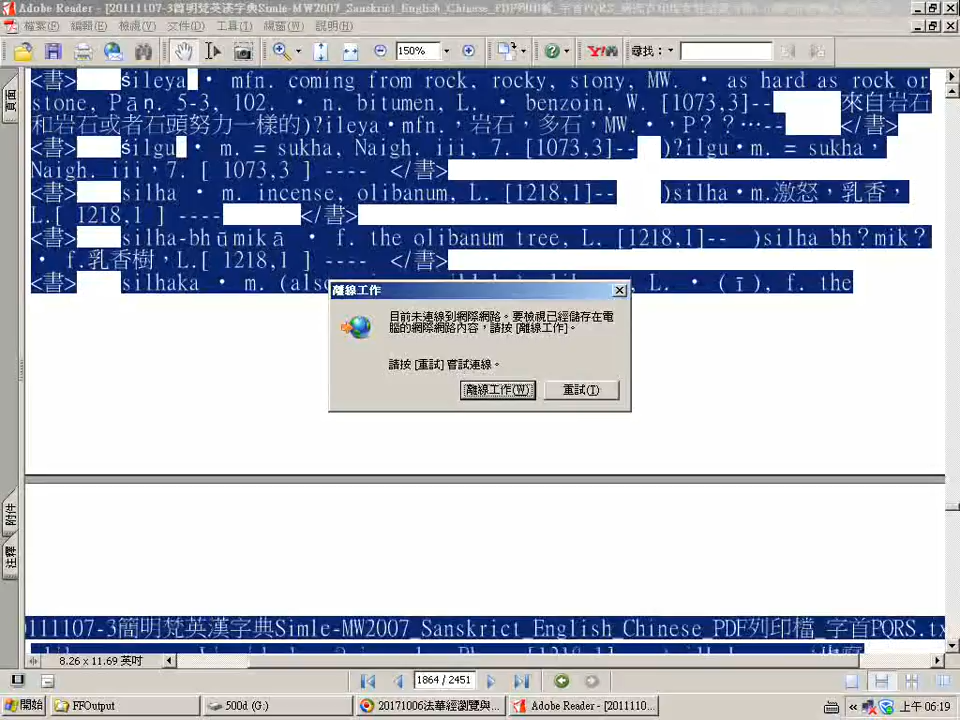 Adobe Reader - [20111107-3簡明梵英漢字典Simle-MW2007_Sanskrict_English_Chinese_PDF列印檔_字首PQRS
檔案(F) 編輯(E) 檢視(V) 文件(D) 工具(T) 視窗(W) 說明(H)
150% 尋找：
頁面
<書> śileya • mfn. coming from rock, rocky, stony, MW. • as hard as rock or
stone, Pāṇ. 5-3, 102. • n. bitumen, L. • benzoin, W. [1073,3]-- 來自岩石
和岩石或者石頭努力一樣的)?ileya•mfn.，岩石，多石，MW.•，P？？…-- </書>
<書> śilgu • m. = sukha, Naigh. iii, 7. [1073,3]-- )?ilgu•m. = sukha，
Naigh. iii，7. [ 1073,3 ] ---- </書>
<書> silha • m. incense, olibanum, L. [1218,1]-- )silha•m.激怒，乳香，
L.[ 1218,1 ] ---- </書>
<書> silha-bhūmikā • f. the olibanum tree, L. [1218,1]-- )silha bh？mik？
• f.乳香樹，L.[ 1218,1 ] ---- </書>
<書> silhaka • m. (also L. • (ī), f. the
離線工作
目前未連線到網際網路。要檢視已經儲存在電
腦的網際網路內容，請按 [離線工作]。
請按 [重試] 嘗試連線。
離線工作(W) 重試(T)
附件
注釋
111107-3簡明梵英漢字典Simle-MW2007_Sanskrict_English_Chinese_PDF列印檔_字首PQRS.tx
8.26 x 11.69 英吋
1864 / 2451
開始 FFOutput 500d (G:) 20171006法華經瀏覽與... Adobe Reader - [2011110... « 上午 06:19